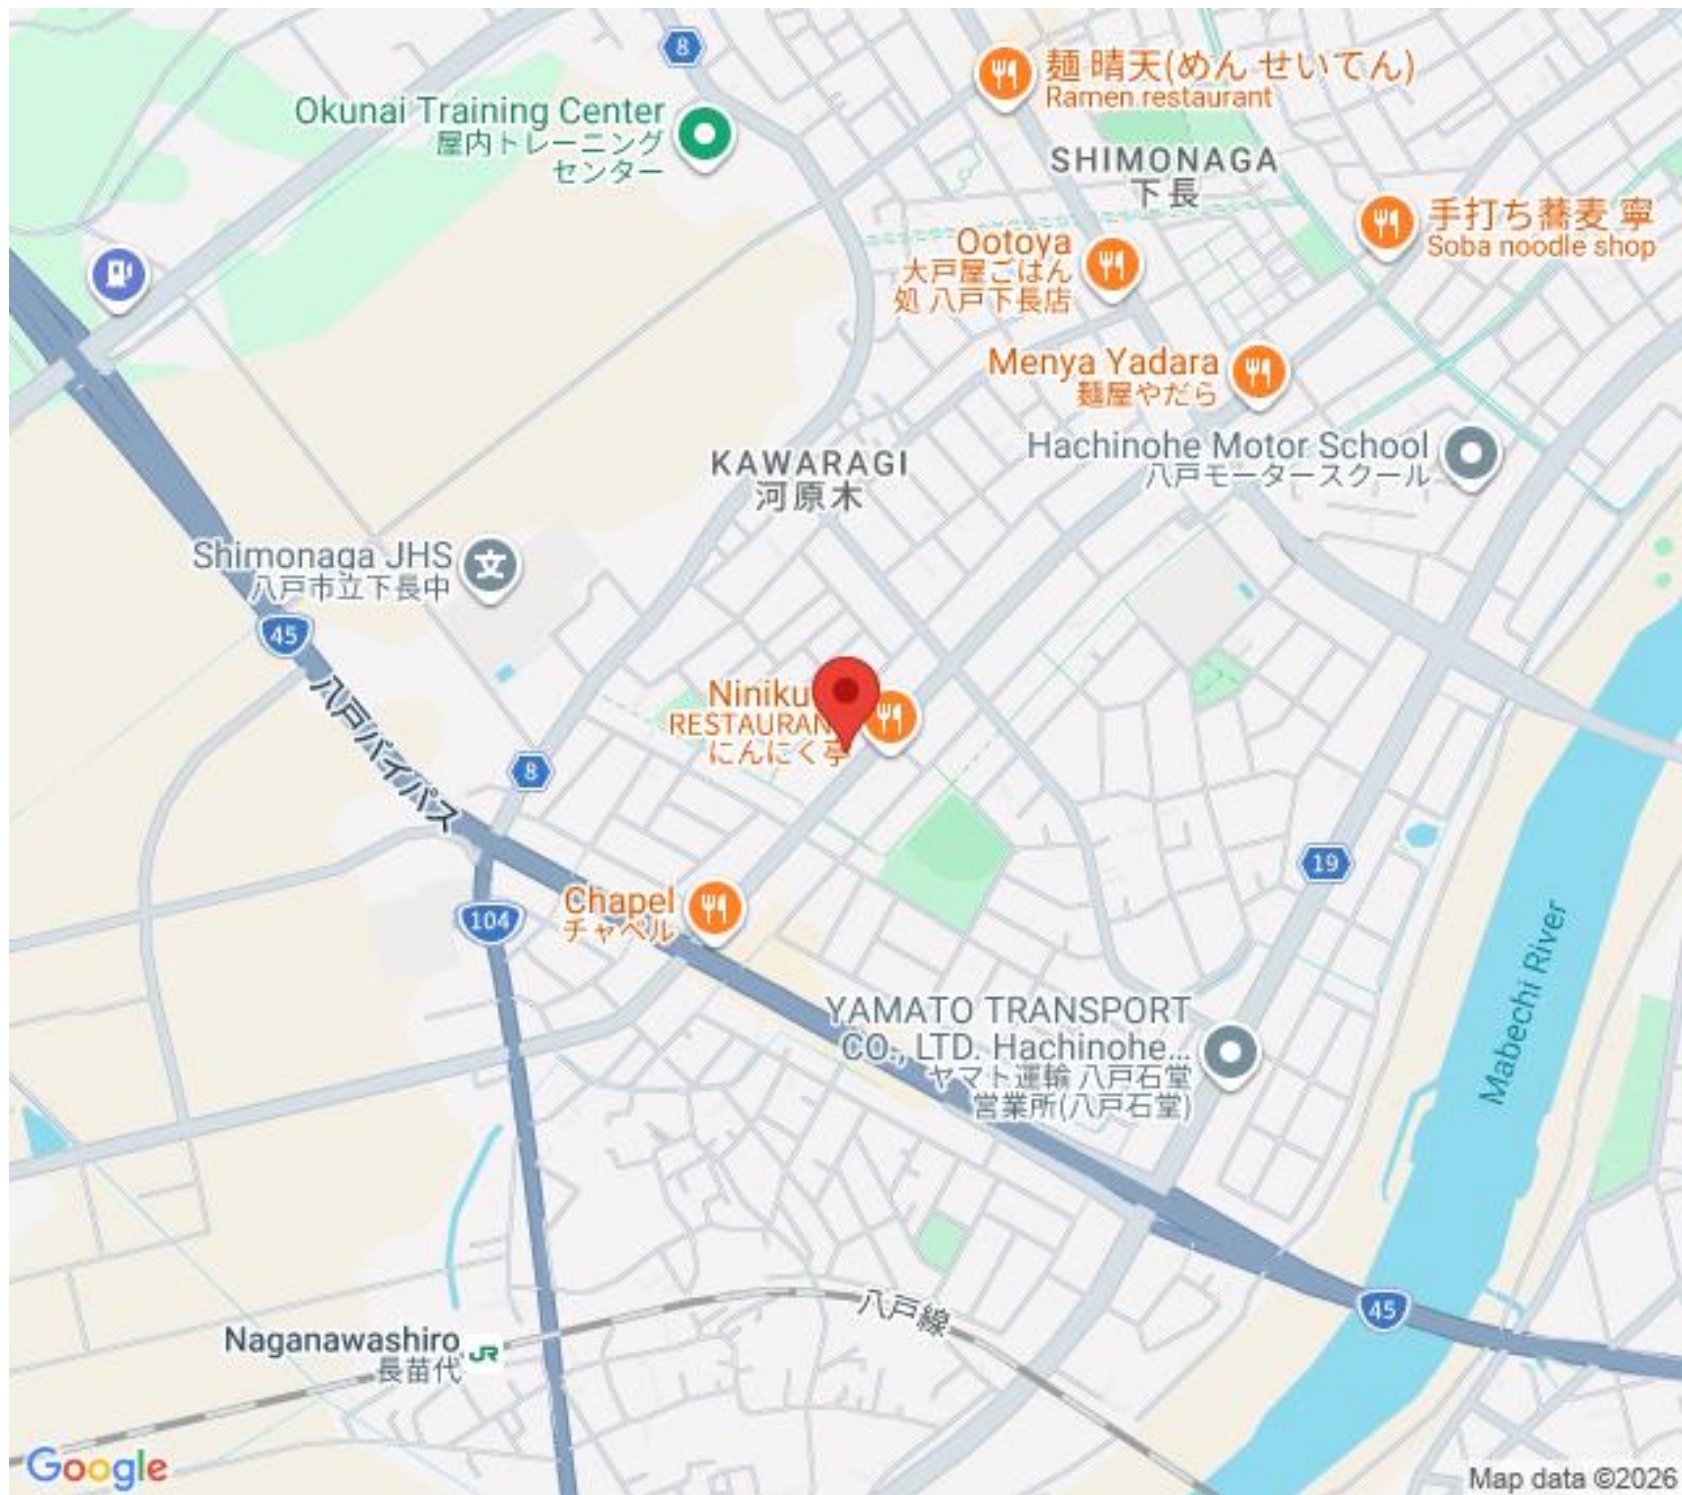 8
麺 晴天(めん せいてん)
Ramen restaurant
Okunai Training Center
屋内トレーニング
センター
SHIMONAGA
下長
手打ち蕎麦 寧
Soba noodle shop
Ootoya
大戸屋ごはん
処 八戸下長店
Menya Yadara
麺屋やだら
Hachinohe Motor School
八戸モータースクール
KAWARAGI
河原木
Shimonaga JHS
八戸市立下長中
45
八戸バイパス
Niniku
RESTAURAN
にんにく亭
8
19
104
Chapel
チャペル
YAMATO TRANSPORT
CO., LTD. Hachinohe...
ヤマト運輸 八戸石堂
営業所(八戸石堂)
Mabechi River
45
八戸線
Naganawashiro
長苗代
JR
Google
Map data ©2026